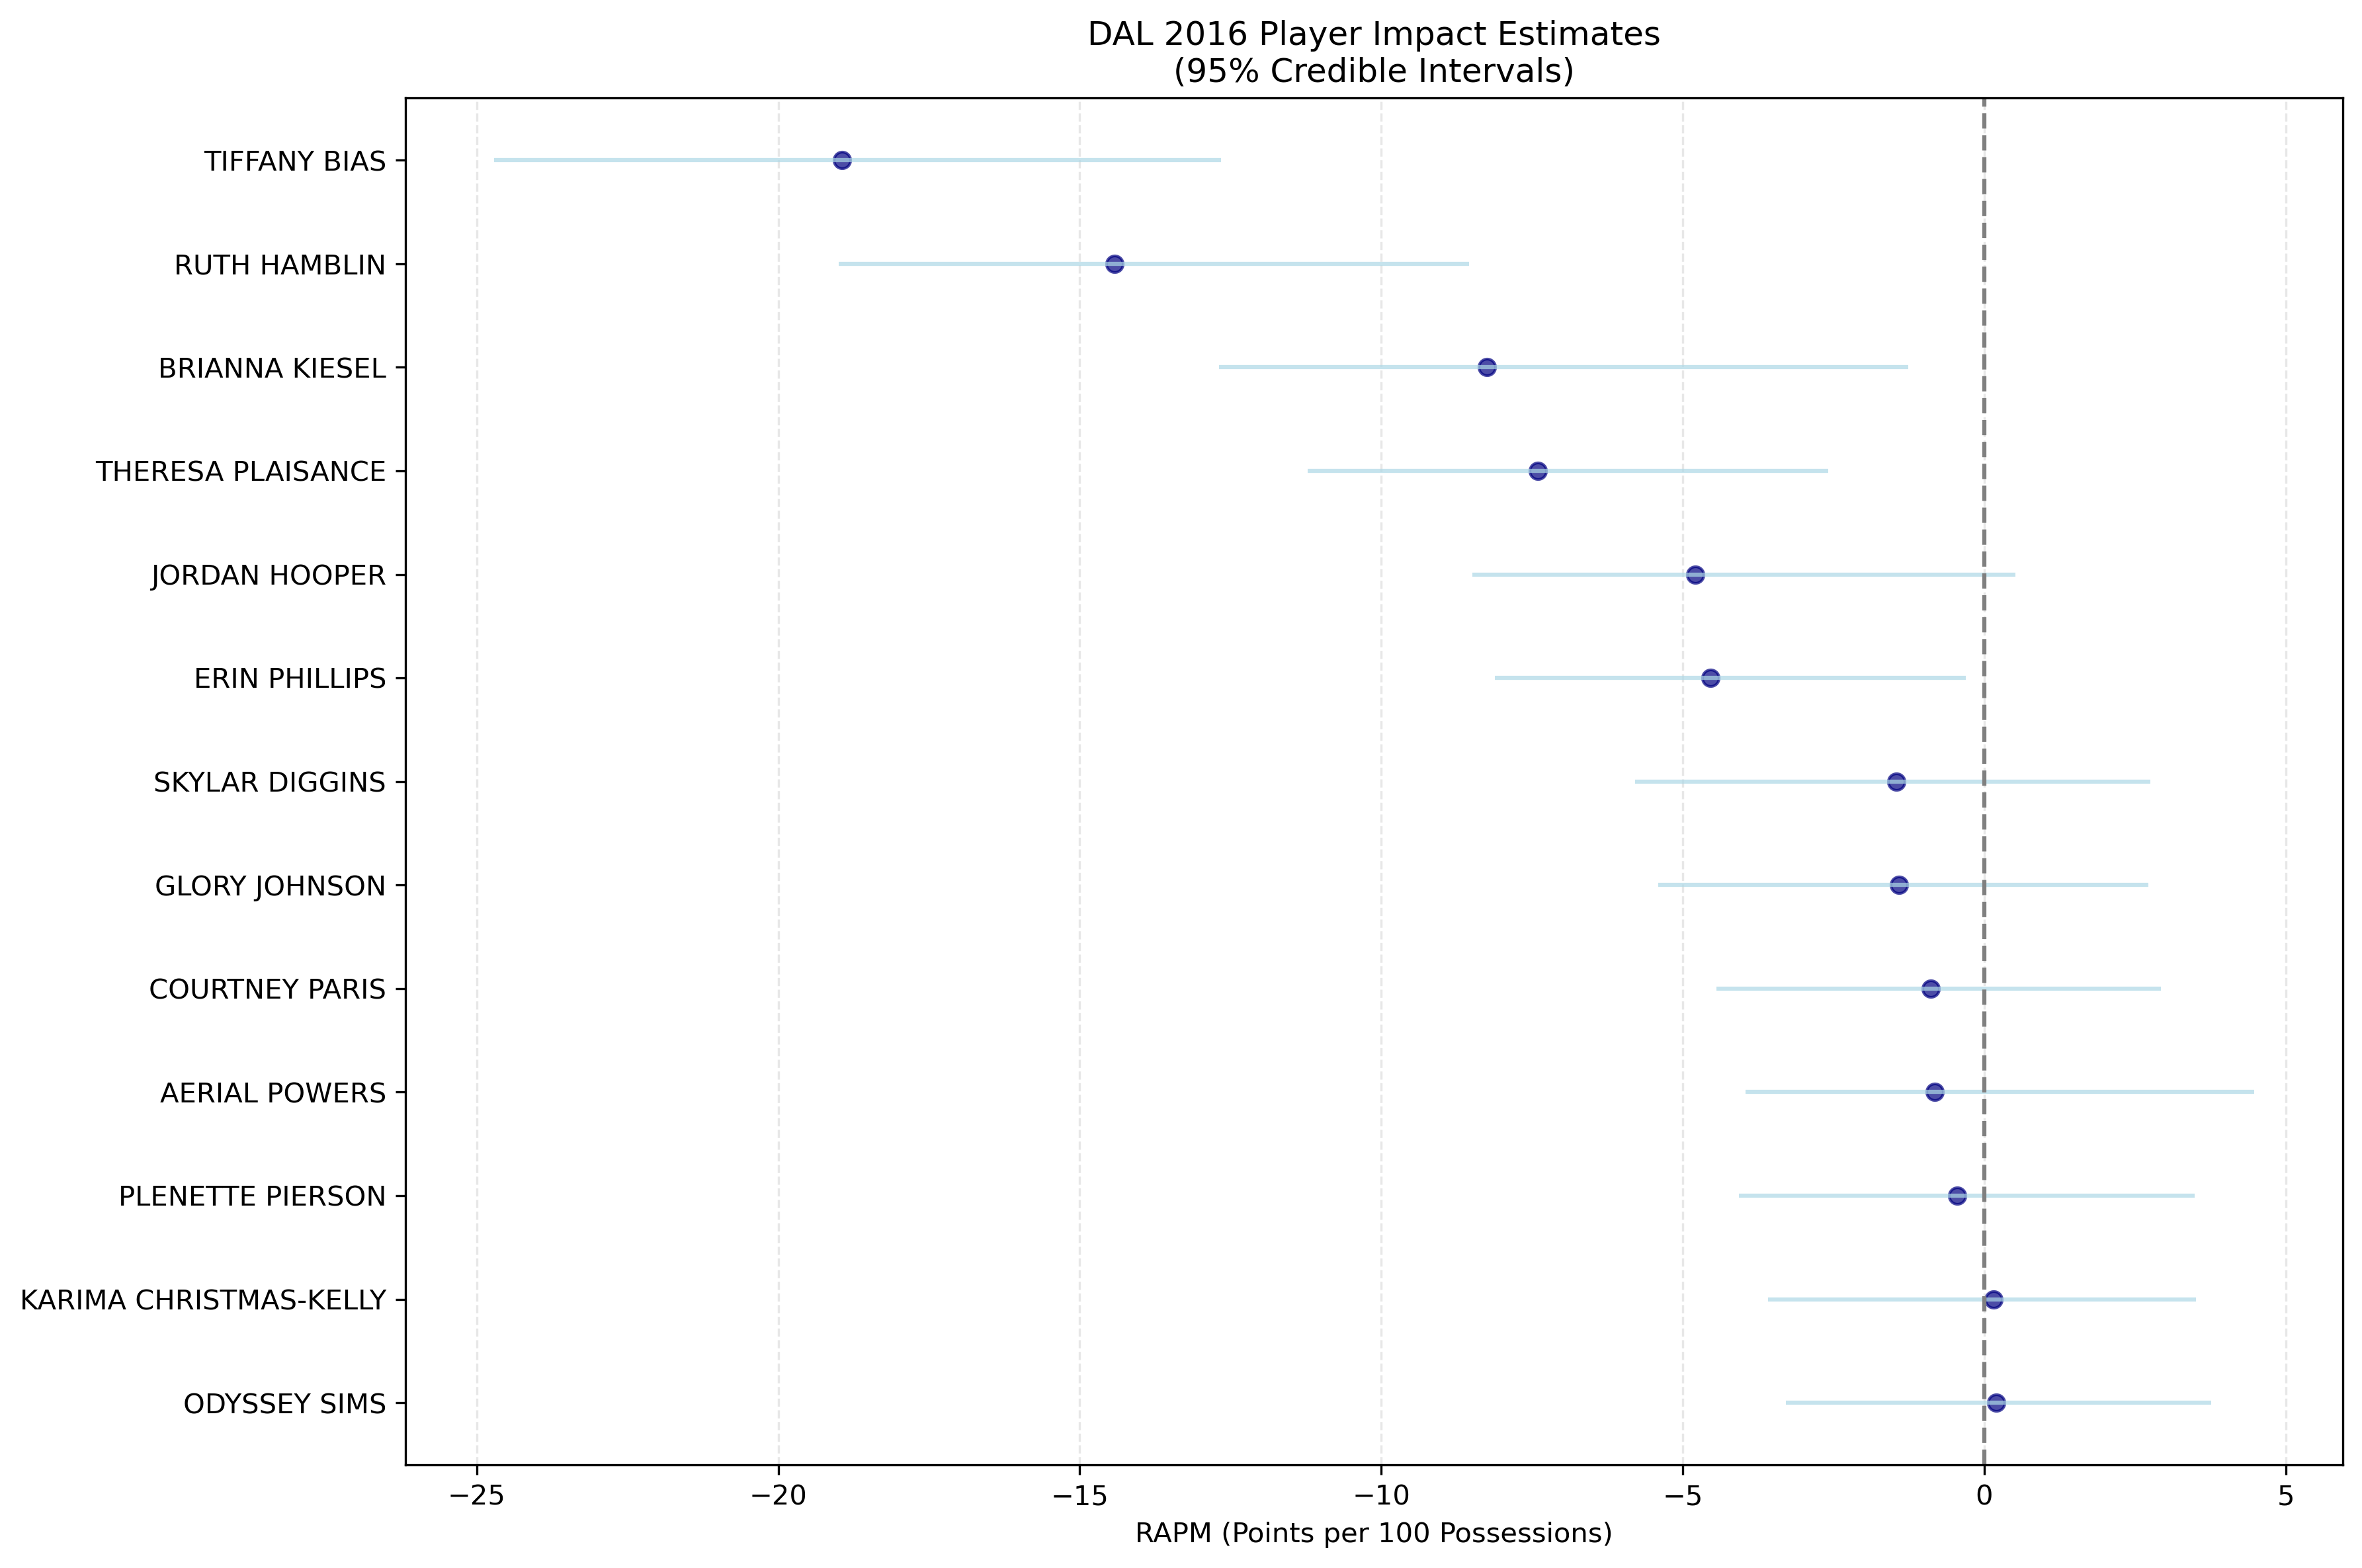 DAL 2016 Player Impact Estimates
(95% Credible Intervals)
TIFFANY BIAS
RUTH HAMBLIN
BRIANNA KIESEL
THERESA PLAISANCE
JORDAN HOOPER
ERIN PHILLIPS
SKYLAR DIGGINS
GLORY JOHNSON
COURTNEY PARIS
AERIAL POWERS
PLENETTE PIERSON
KARIMA CHRISTMAS-KELLY
ODYSSEY SIMS
−25 −20 −15 −10 −5 0 5
RAPM (Points per 100 Possessions)